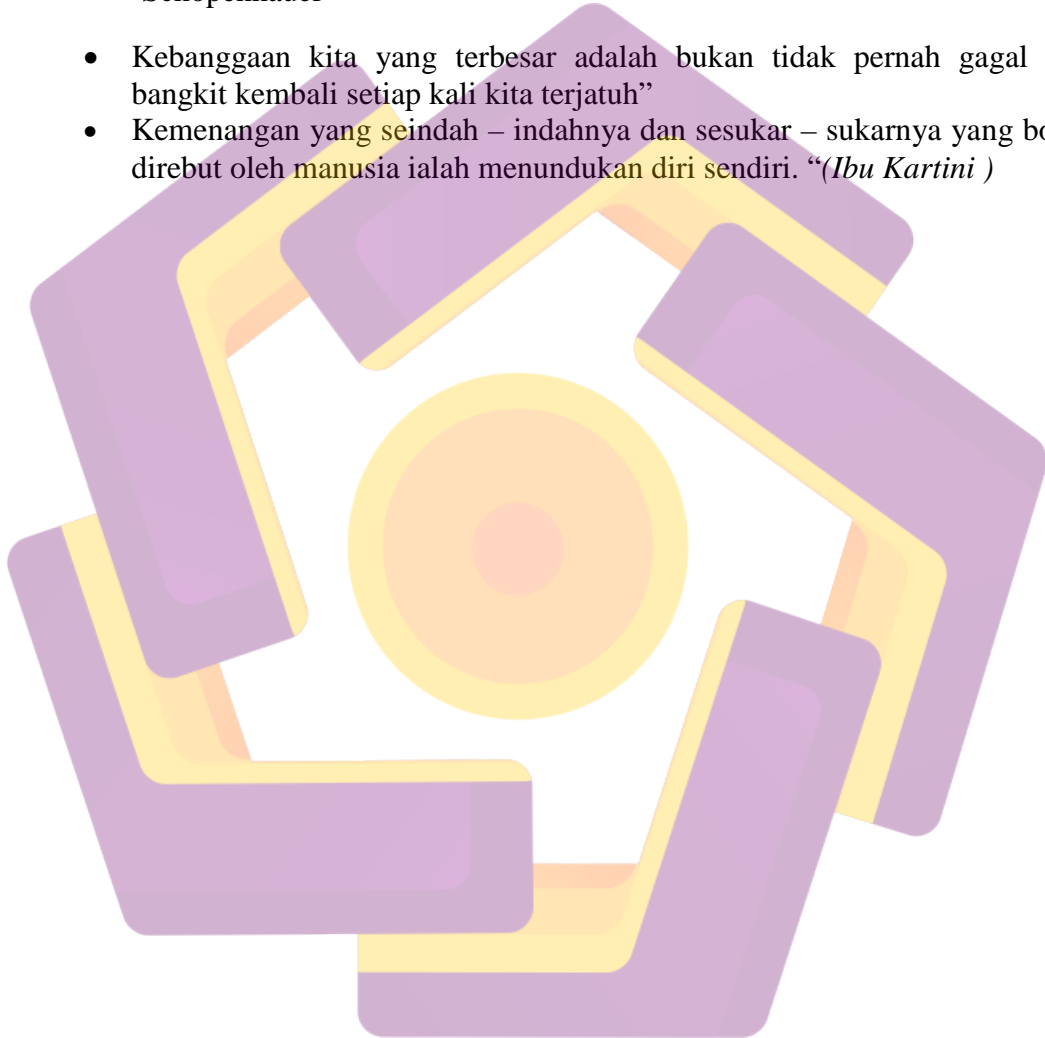 • Kebanggaan kita yang terbesar adalah bukan tidak pernah gagal
bangkit kembali setiap kali kita terjatuh”
• Kemenangan yang seindah – indahnya dan sesukar – sukarnya yang
direbut oleh manusia ialah menundukan diri sendiri. “(Ibu Kartini )